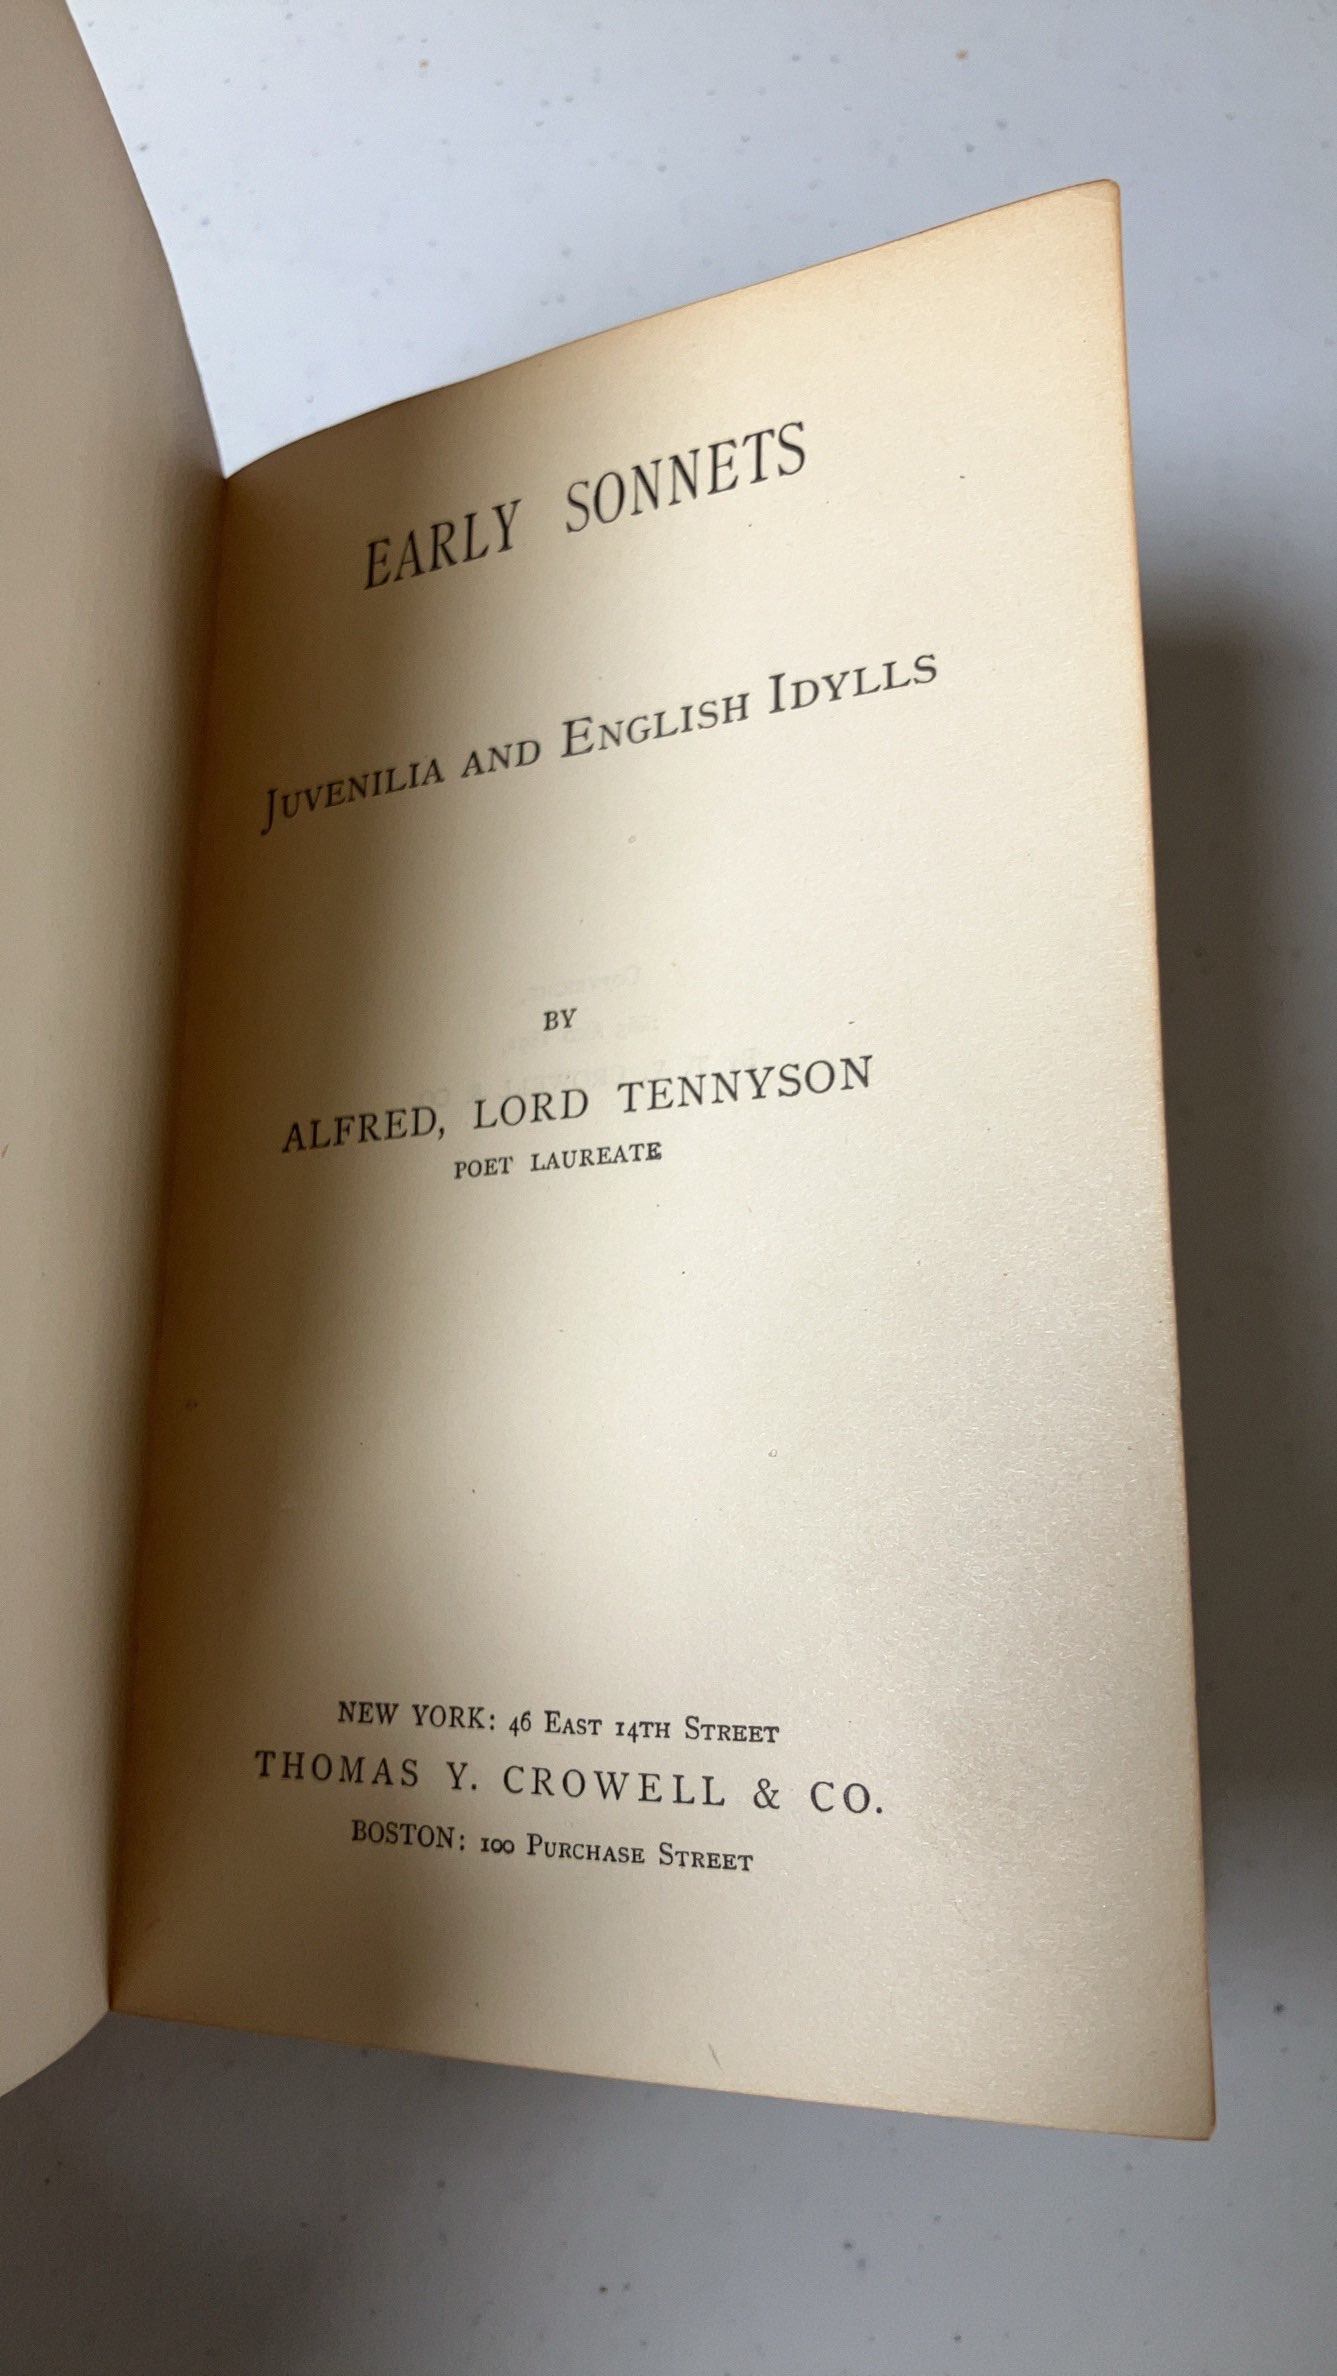 EARLY SONNETS
JUVENILIA AND ENGLISH IDYLLS
BY
ALFRED, LORD TENNYSON
POET LAUREATE
NEW YORK: 46 EAST 14TH STREET
THOMAS Y. CROWELL & CO.
BOSTON: 100 PURCHASE STREET